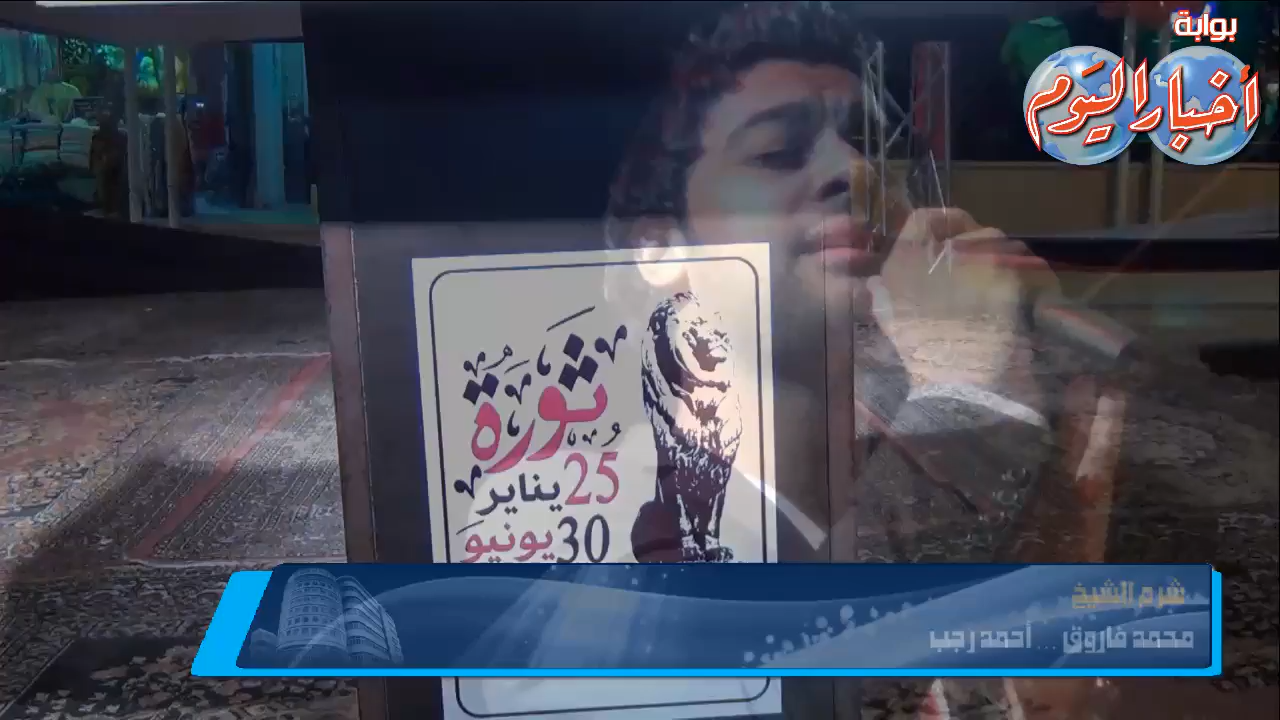 بوابة
أخبار اليوم
ثورة
25 يناير
30 يونيو
شرم الشيخ
محمد فاروق ... أحمد رجب